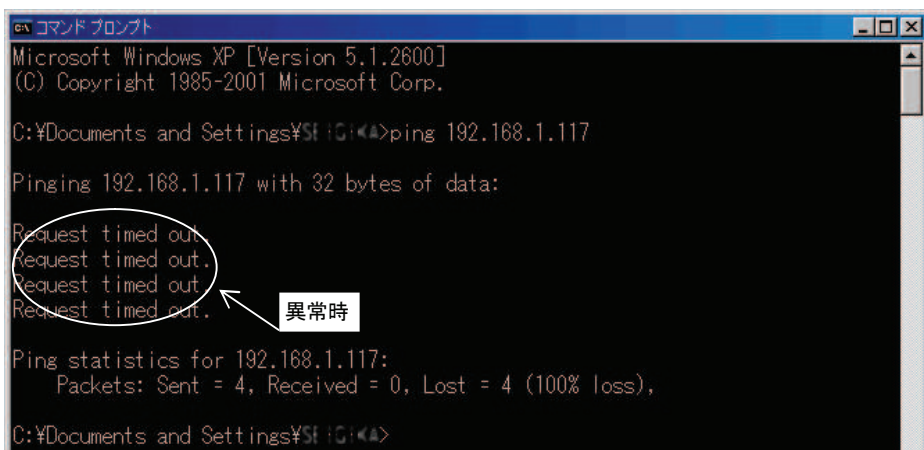 コマンド プロンプト
Microsoft Windows XP [Version 5.1.2600]
(C) Copyright 1985-2001 Microsoft Corp.
C:¥Documents and Settings¥>ping 192.168.1.117
Pinging 192.168.1.117 with 32 bytes of data:
Request timed out.
Request timed out.
Request timed out.
Request timed out.
異常時
Ping statistics for 192.168.1.117:
Packets: Sent = 4, Received = 0, Lost = 4 (100% loss),
C:¥Documents and Settings¥>